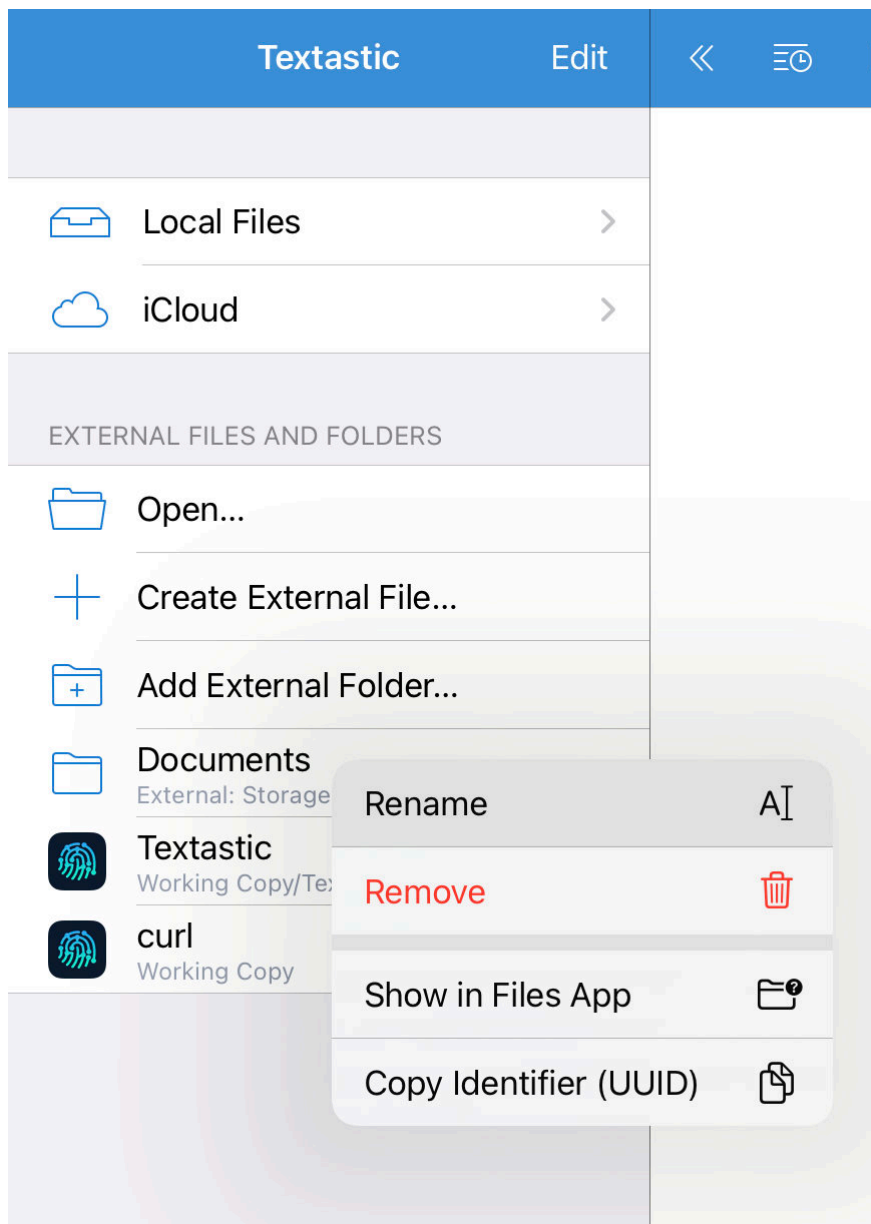 Textastic
Edit
Local Files
iCloud
EXTERNAL FILES AND FOLDERS
Open...
Create External File...
Add External Folder...
Documents
External: Storage
Textastic
Working Copy/Te
curl
Working Copy
Rename
Remove
Show in Files App
Copy Identifier (UUID)